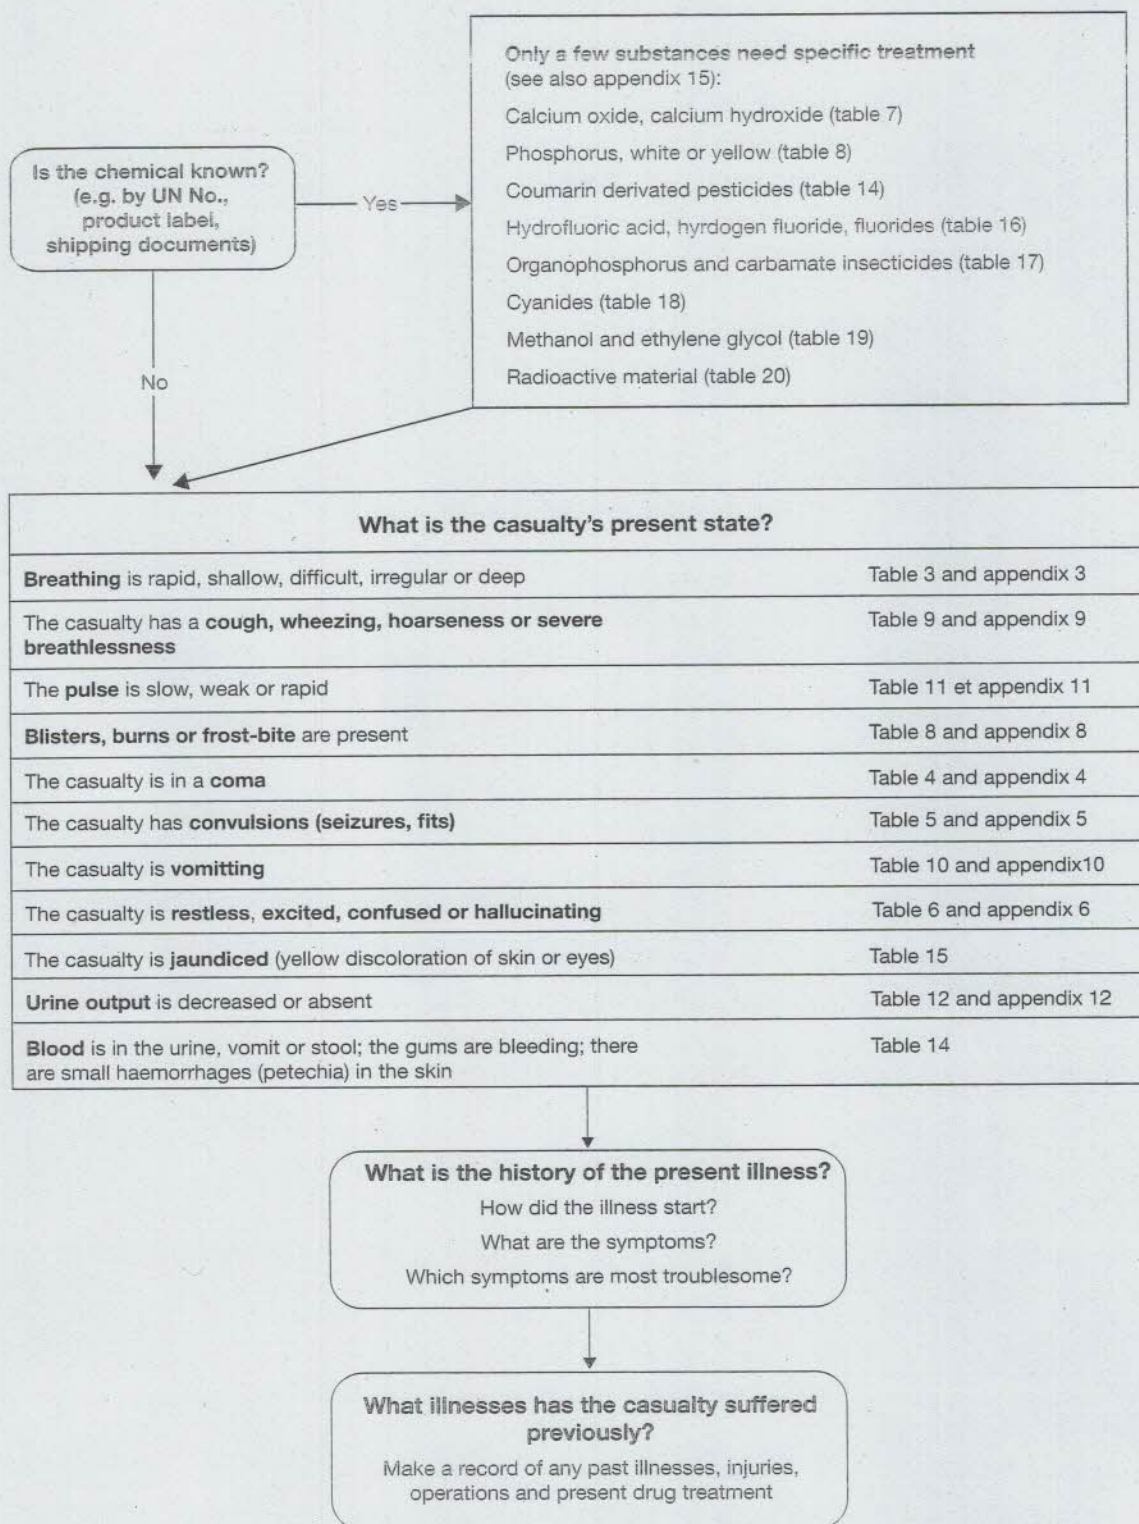 Only a few substances need specific treatment
(see also appendix 15):
Calcium oxide, calcium hydroxide (table 7)
Phosphorus, white or yellow (table 8)
Coumarin derivated pesticides (table 14)
Hydrofluoric acid, hyrdogen fluoride, fluorides (table 16)
Organophosphorus and carbamate insecticides (table 17)
Cyanides (table 18)
Methanol and ethylene glycol (table 19)
Radioactive material (table 20)
Is the chemical known?
(e.g. by UN No.,
product label,
shipping documents)
Yes
No
What is the casualty's present state?
Breathing is rapid, shallow, difficult, irregular or deep Table 3 and appendix 3
The casualty has a cough, wheezing, hoarseness or severe Table 9 and appendix 9
breathlessness
The pulse is slow, weak or rapid Table 11 et appendix 11
Blisters, burns or frost-bite are present Table 8 and appendix 8
The casualty is in a coma Table 4 and appendix 4
The casualty has convulsions (seizures, fits) Table 5 and appendix 5
The casualty is vomitting Table 10 and appendix10
The casualty is restless, excited, confused or hallucinating Table 6 and appendix 6
The casualty is jaundiced (yellow discoloration of skin or eyes) Table 15
Urine output is decreased or absent Table 12 and appendix 12
Blood is in the urine, vomit or stool; the gums are bleeding; there Table 14
are small haemorrhages (petechia) in the skin
What is the history of the present illness?
How did the illness start?
What are the symptoms?
Which symptoms are most troublesome?
What illnesses has the casualty suffered
previously?
Make a record of any past illnesses, injuries,
operations and present drug treatment